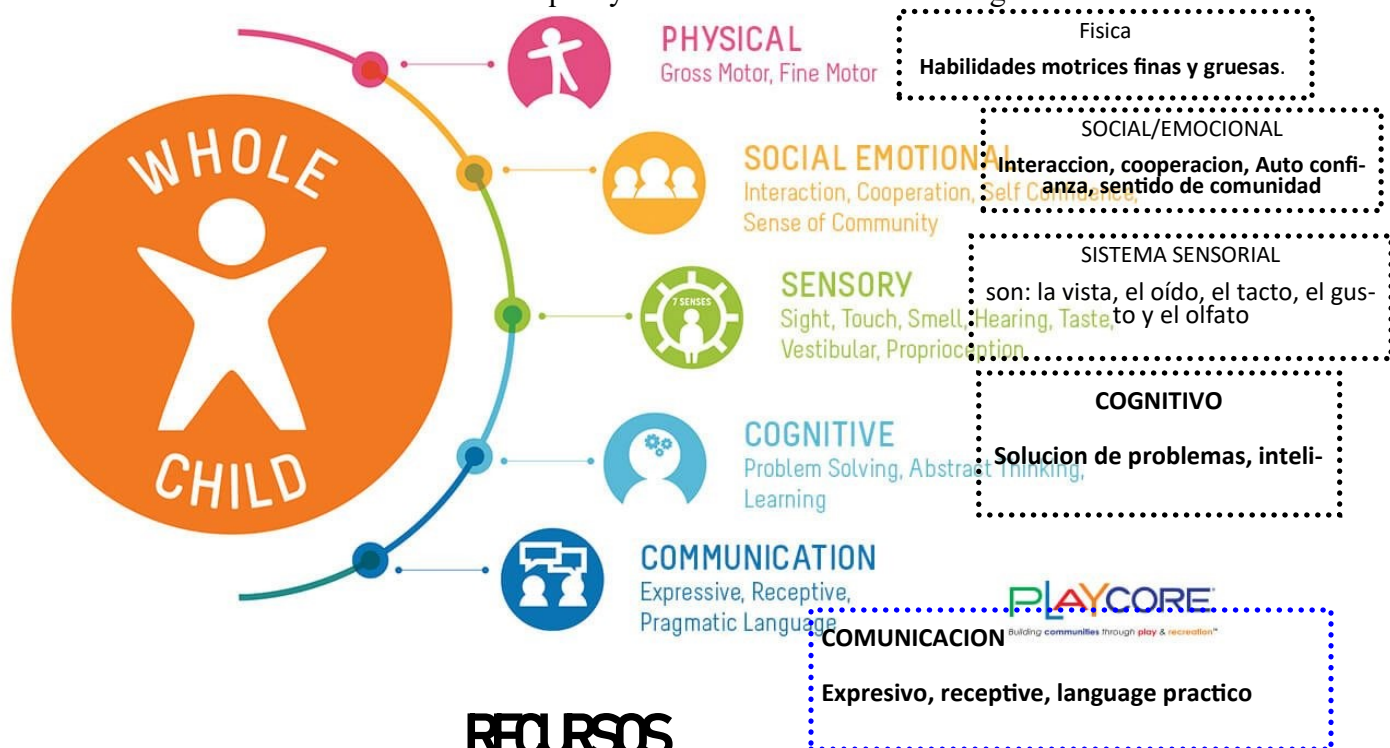 WHOLE
CHILD
PHYSICAL
Gross Motor, Fine Motor
Fisica
Habilidades motrices finas y gruesas.
SOCIAL EMOTIONAL
Interaction, Cooperation, Self Confidence,
Sense of Community
SOCIAL/EMOCIONAL
Interaccion, cooperacion, Auto confi-
anza, sentido de comunidad
SENSORY
7 SENSES
Sight, Touch, Smell, Hearing, Taste,
Vestibular, Proprioception
SISTEMA SENSORIAL
son: la vista, el oído, el tacto, el gus-
to y el olfato
COGNITIVE
Problem Solving, Abstract Thinking,
Learning
COGNITIVO
Solucion de problemas, inteli-
COMMUNICATION
Expressive, Receptive,
Pragmatic Language
PLAYCORE
Building communities through play & recreation
COMUNICACION
Expresivo, receptive, language practico
RECURSOS